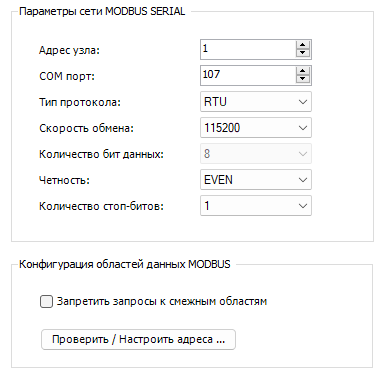 Параметры сети MODBUS SERIAL
Адрес узла: 1
COM порт: 107
Тип протокола: RTU
Скорость обмена: 115200
Количество бит данных: 8
Четность: EVEN
Количество стоп-битов: 1
Конфигурация областей данных MODBUS
Запретить запросы к смежным областям
Проверить / Настроить адреса ...